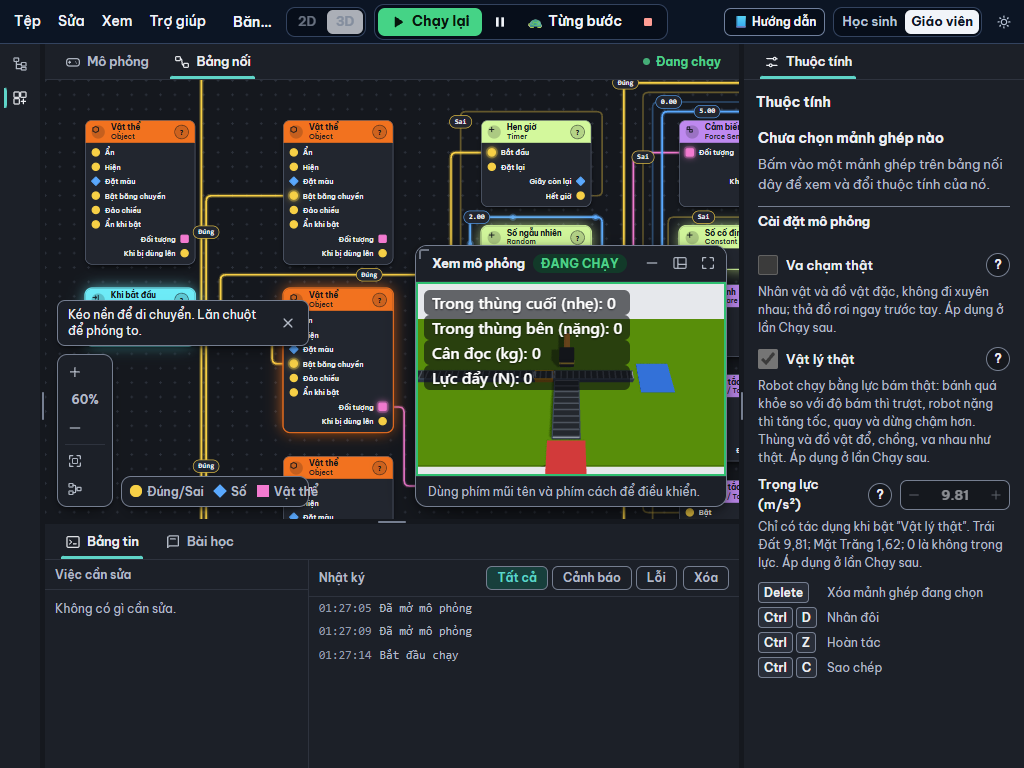 Tệp Sửa Xem Trợ giúp Băn... 2D 3D Chạy lại Từng bước Hướng dẫn Học sinh Giáo viên
Mô phỏng Bảng nối Đang chạy
Thuộc tính
Thuộc tính
Chưa chọn mảnh ghép nào
Bấm vào một mảnh ghép trên bảng nối
dây để xem và đổi thuộc tính của nó.
Cài đặt mô phỏng
Va chạm thật ?
Nhân vật và đồ vật đặc, không đi xuyên
nhau; thả đồ rơi ngay trước tay. Áp dụng ở
lần Chạy sau.
Vật lý thật ?
Robot chạy bằng lực bám thật: bánh quá
khỏe so với độ bám thì trượt, robot nặng
thì tăng tốc, quay và dừng chậm hơn.
Thùng và đồ vật đổ, chồng, va nhau như
thật. Áp dụng ở lần Chạy sau.
Trọng lực
(m/s²) ? 9.81
Chỉ có tác dụng khi bật "Vật lý thật". Trái
Đất 9,81; Mặt Trăng 1,62; 0 là không trọng
lực. Áp dụng ở lần Chạy sau.
Delete Xóa mảnh ghép đang chọn
Ctrl D Nhân đôi
Ctrl Z Hoàn tác
Ctrl C Sao chép
Vật thể
Object
Ẩn
Hiện
Đặt màu
Bật băng chuyền
Đảo chiều
Ẩn khi bật
Đối tượng
Khi bị dùng lên
Đúng
Vật thể
Object
Ẩn
Hiện
Đặt màu
Bật băng chuyền
Đảo chiều
Ẩn khi bật
Đối tượng
Khi bị dùng lên
Đúng
Sai
Hẹn giờ
Timer
Bắt đầu
Đặt lại
Giây còn lại
Hết giờ
Đúng
0.00
5.00
Sai
Cảm biến
Force Sens
Đối tượng
2.00
Số ngẫu nhiên
Random
Sai
Số cố địn
Constant
Khi bắt đầu
Vật thể
Object
Đặt màu
Bật băng chuyền
Đảo chiều
Ẩn khi bật
Đối tượng
Khi bị dùng lên
Đúng
Vật thể
Object
Hiện
Đặt màu
Bật
Kéo nền để di chuyển. Lăn chuột
để phóng to.
60%
Đúng/Sai Số Vật thể
Xem mô phỏng ĐANG CHẠY
Trong thùng cuối (nhẹ): 0
Trong thùng bên (nặng): 0
Cân đọc (kg): 0
Lực đẩy (N): 0
Dùng phím mũi tên và phím cách để điều khiển.
Bảng tin Bài học
Việc cần sửa
Không có gì cần sửa.
Nhật ký Tất cả Cảnh báo Lỗi Xóa
01:27:05 Đã mở mô phỏng
01:27:09 Đã mở mô phỏng
01:27:14 Bắt đầu chạy